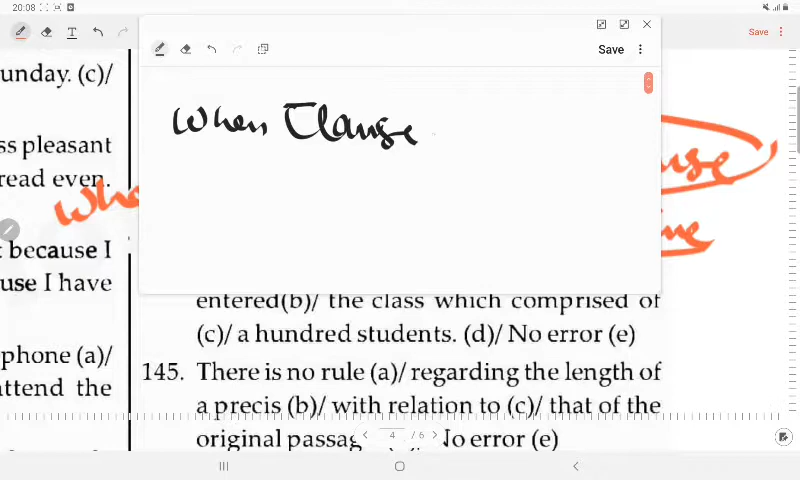 20:08
T
Save
Save
When Clause
unday. (c)/
ss pleasant
read even.
because I
use I have
phone (a)/
attend the
entered(b)/ the class which comprised of
(c)/ a hundred students. (d)/ No error (e)
145. There is no rule (a)/ regarding the length of
a precis (b)/ with relation to (c)/ that of the
original passag
No error (e)
4 / 6